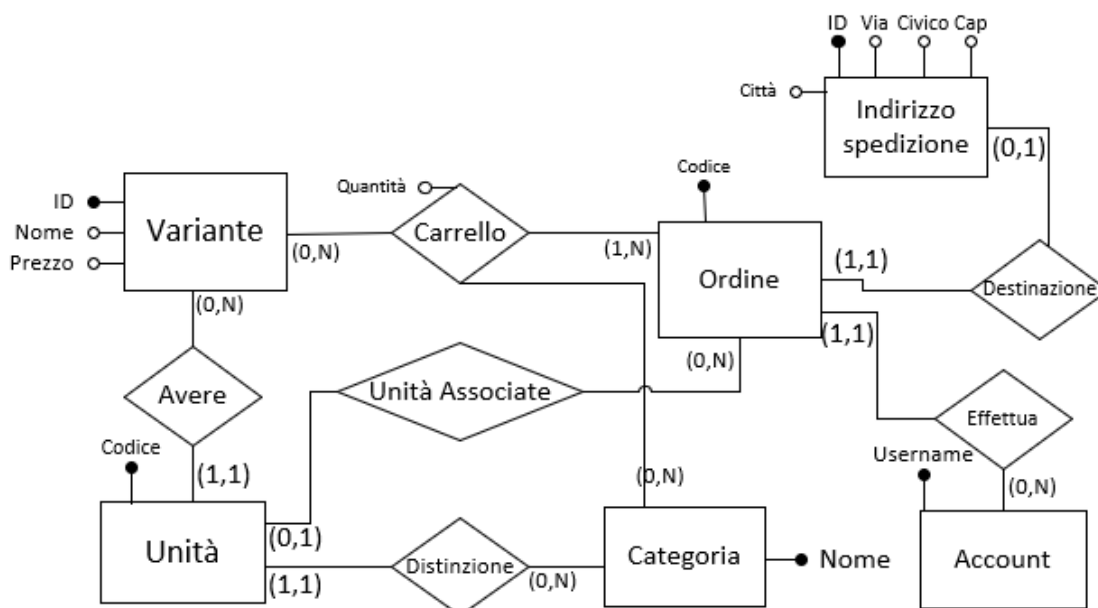 ID Via Civico Cap
Città
Indirizzo
spedizione
(0,1)
Codice
Quantità
ID
Nome
Prezzo
Variante
(0,N)
Carrello
(1,N)
Ordine
(1,1)
Destinazione
(0,N)
(1,1)
(0,N)
Avere
Unità Associate
Effettua
Codice
Username
(1,1)
(0,N)
(0,N)
Unità
(0,1)
(1,1)
Distinzione
(0,N)
Categoria
Nome
Account